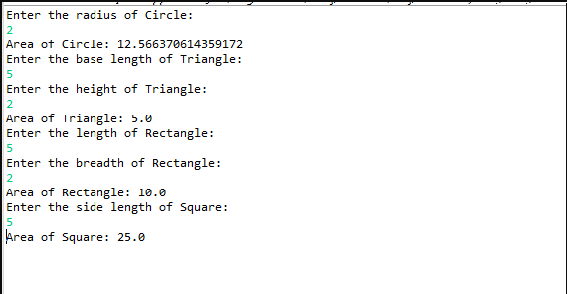 Enter the radius of Circle:
2
Area of Circle: 12.566370614359172
Enter the base length of Triangle:
5
Enter the height of Triangle:
2
Area of Triangle: 5.0
Enter the length of Rectangle:
5
Enter the breadth of Rectangle:
2
Area of Rectangle: 10.0
Enter the side length of Square:
5
Area of Square: 25.0